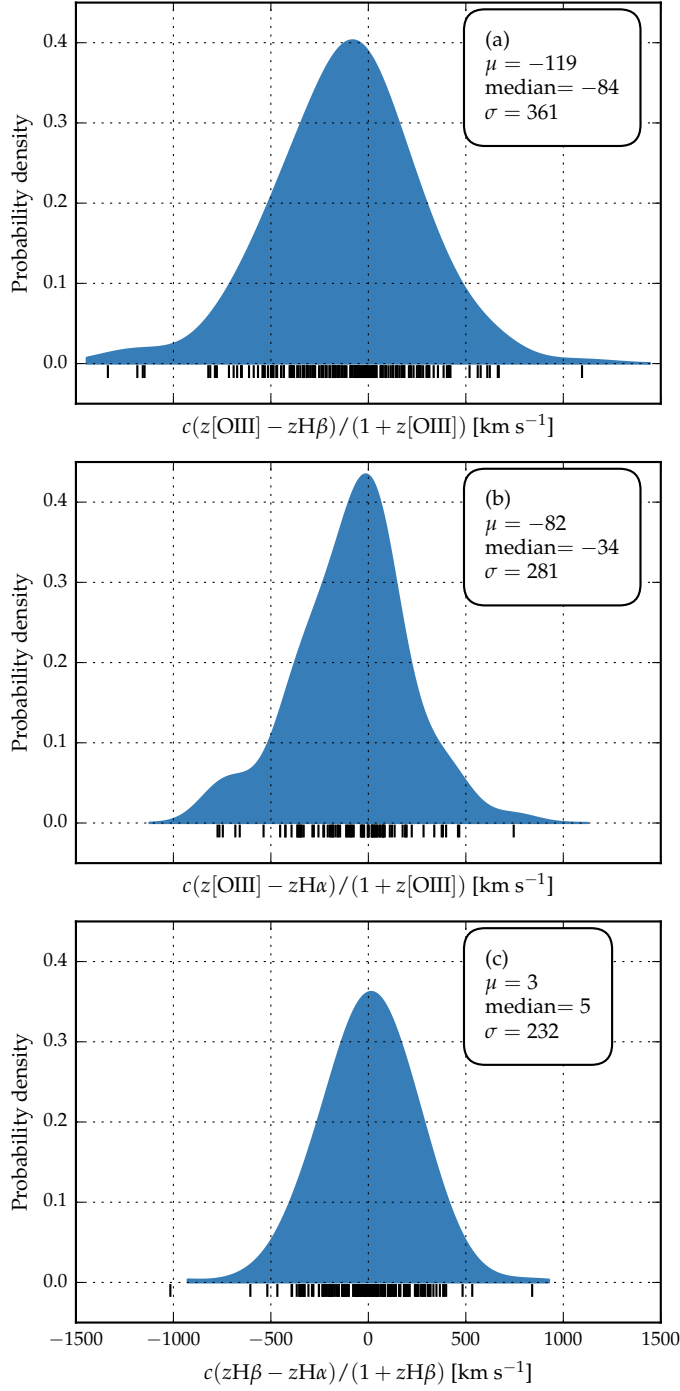 0.4
0.3
0.2
0.1
0.0
Probability density
(a)
μ = −119
median= −84
σ = 361
c(z[OIII] − zHβ)/(1 + z[OIII]) [km s⁻¹]
0.4
0.3
0.2
0.1
0.0
Probability density
(b)
μ = −82
median= −34
σ = 281
c(z[OIII] − zHα)/(1 + z[OIII]) [km s⁻¹]
0.4
0.3
0.2
0.1
0.0
Probability density
(c)
μ = 3
median= 5
σ = 232
−1500 −1000 −500 0 500 1000 1500
c(zHβ − zHα)/(1 + zHβ) [km s⁻¹]